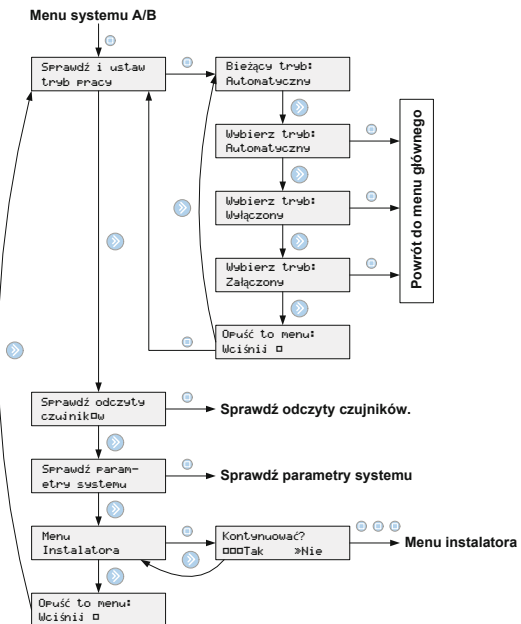 Menu systemu A/B
Sprawdź i ustaw
tryb pracy
Bieżący tryb:
Automatyczny
Wybierz tryb:
Automatyczny
Wybierz tryb:
Wyłączony
Wybierz tryb:
Załączony
Opuść to menu:
Wciśnij □
Powrót do menu głównego
Sprawdź odczyty
czujnik□w
Sprawdź odczyty czujników.
Sprawdź param-
etry systemu
Sprawdź parametry systemu
Menu
Instalatora
Kontynuować?
□□□Tak »Nie
Menu instalatora
Opuść to menu:
Wciśnij □